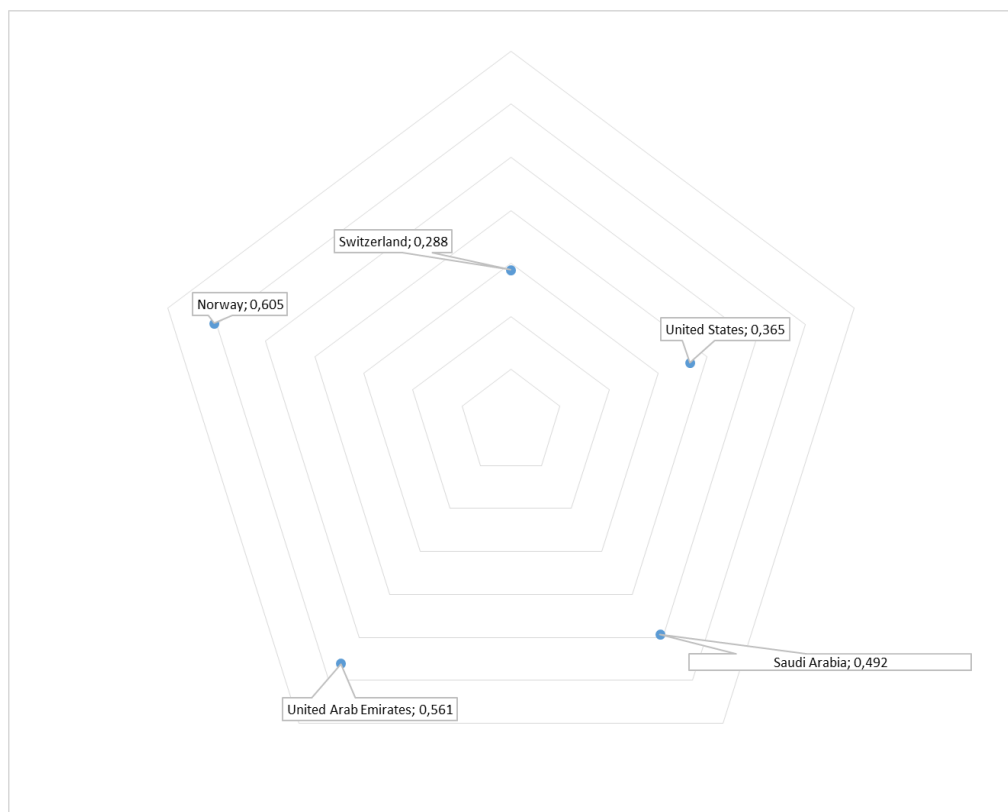 Switzerland; 0,288
Norway; 0,605
United States; 0,365
Saudi Arabia; 0,492
United Arab Emirates; 0,561